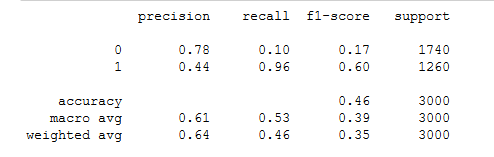 precision recall f1-score support
0 0.78 0.10 0.17 1740
1 0.44 0.96 0.60 1260
accuracy 0.46 3000
macro avg 0.61 0.53 0.39 3000
weighted avg 0.64 0.46 0.35 3000